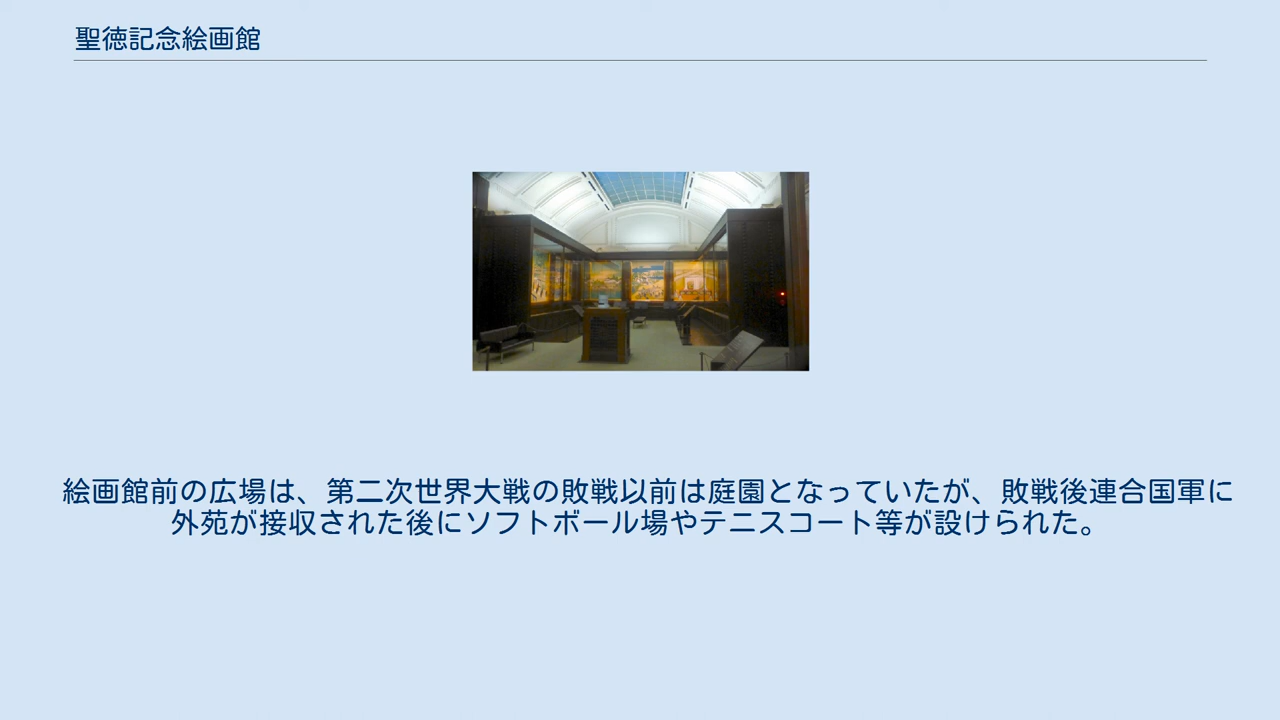 聖徳記念絵画館
絵画館前の広場は、第二次世界大戦の敗戦以前は庭園となっていたが、敗戦後連合国軍に
外苑が接収された後にソフトボール場やテニスコート等が設けられた。